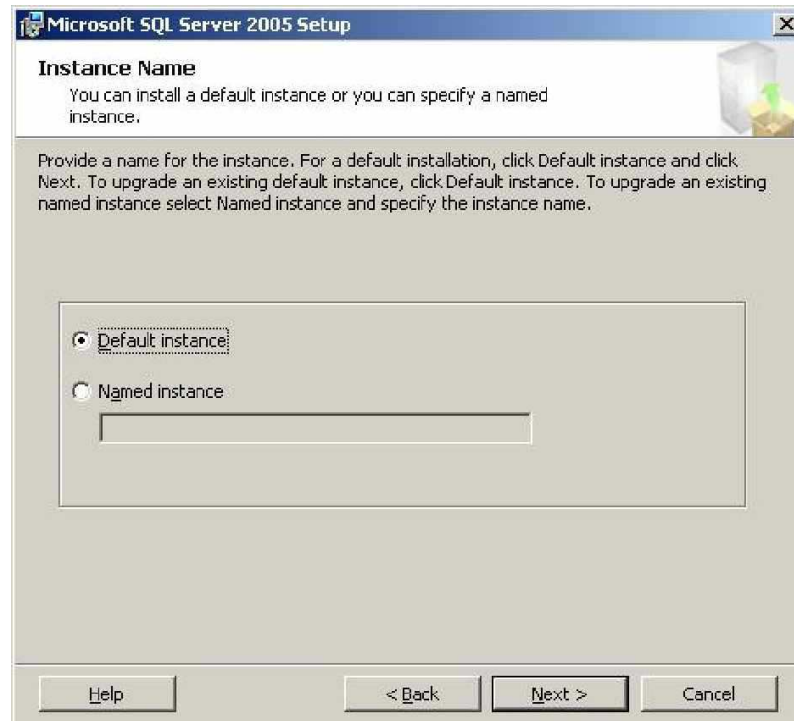 Microsoft SQL Server 2005 Setup
Instance Name
You can install a default instance or you can specify a named
instance.
Provide a name for the instance. For a default installation, click Default instance and click
Next. To upgrade an existing default instance, click Default instance. To upgrade an existing
named instance select Named instance and specify the instance name.
Default instance
Named instance
Help
< Back
Next >
Cancel